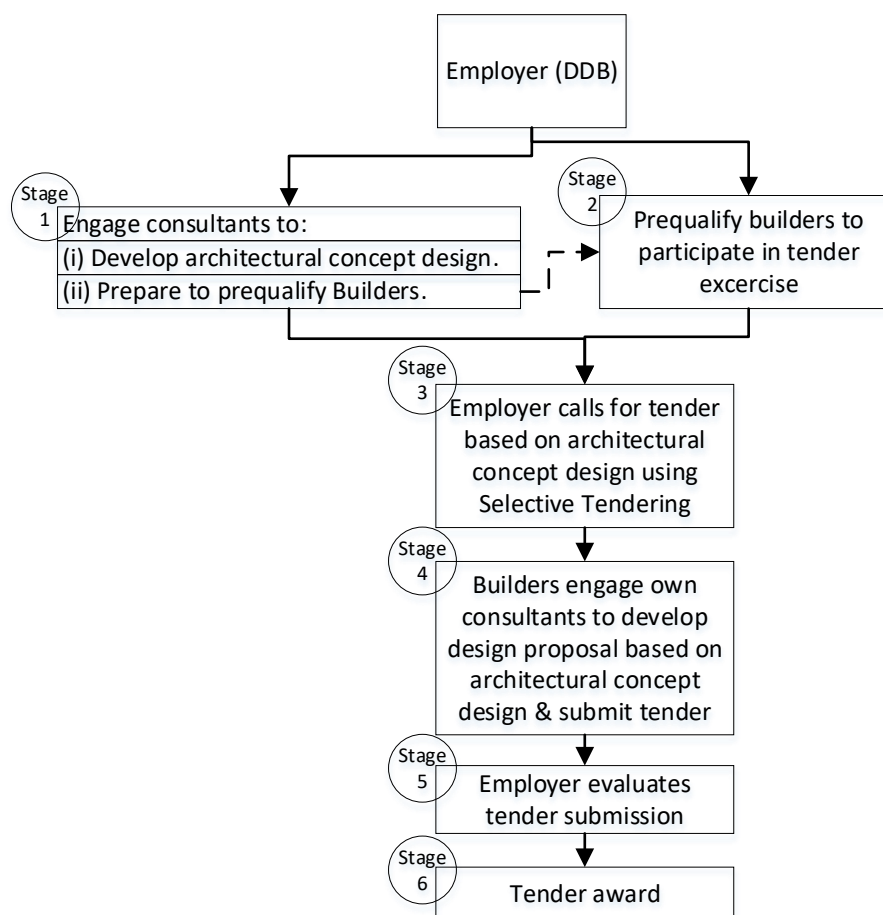 Employer (DDB)
Stage
1
Engage consultants to:
(i) Develop architectural concept design.
(ii) Prepare to prequalify Builders.
Stage
2
Prequalify builders to
participate in tender
excercise
Stage
3
Employer calls for tender
based on architectural
concept design using
Selective Tendering
Stage
4
Builders engage own
consultants to develop
design proposal based on
architectural concept
design & submit tender
Stage
5
Employer evaluates
tender submission
Stage
6
Tender award